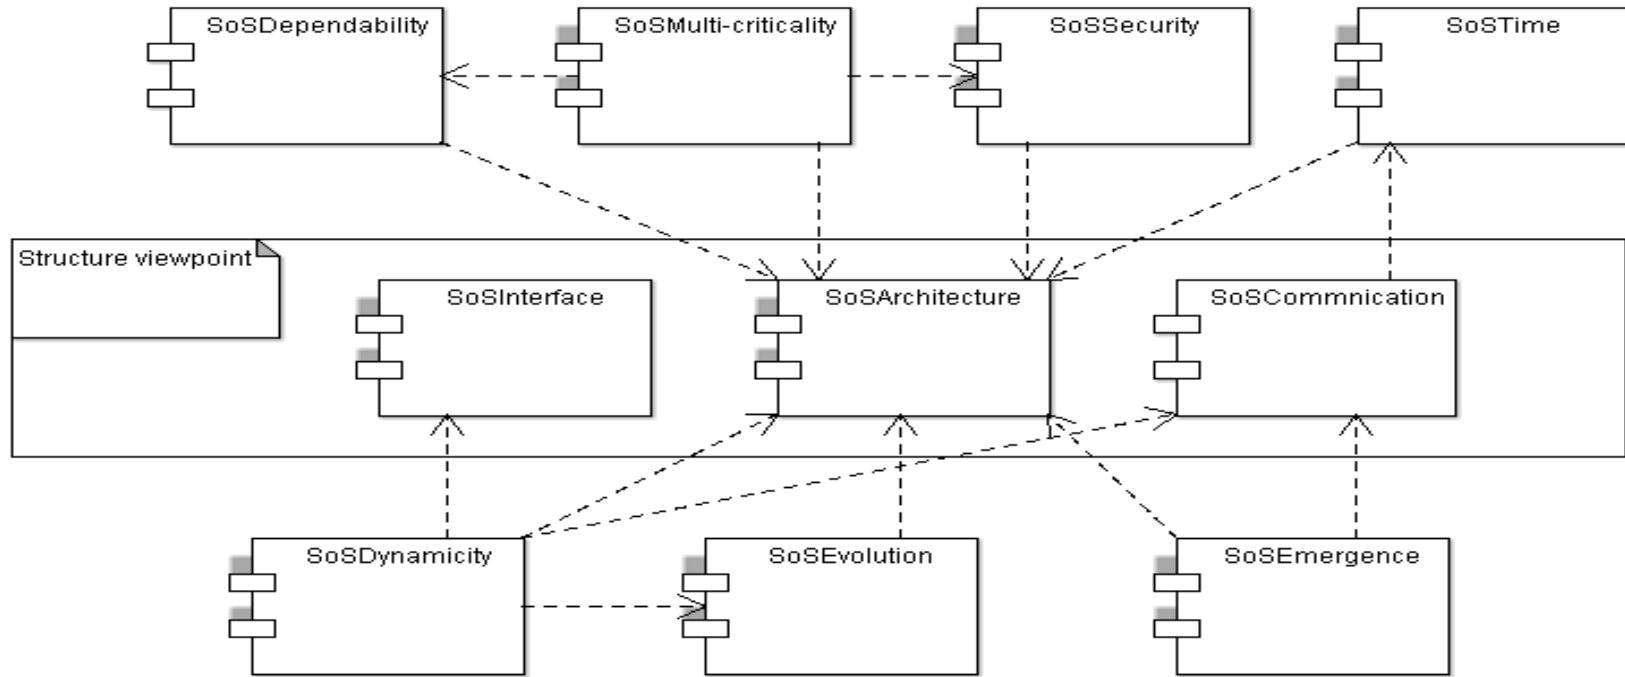 SoSDependability
SoSMulti-criticality
SoSSecurity
SoSTime
Structure viewpoint
SoSInterface
SoSArchitecture
SoSCommnication
SoSDynamicity
SoSEvolution
SoSEmergence